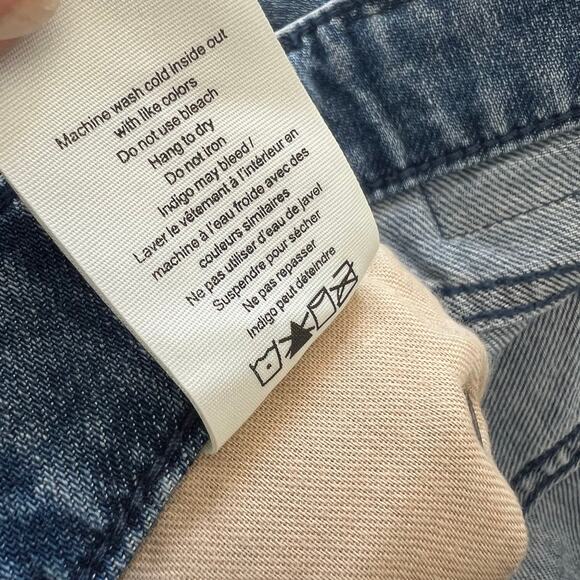 Machine wash cold inside out
with like colors
Do not use bleach
Hang to dry
Do not iron
Indigo may bleed /
Laver le vêtement à l'intérieur en
machine à l'eau froide avec des
couleurs similaires
Ne pas utiliser d'eau de javel
Suspendre pour sécher
Ne pas repasser
Indigo peut déteindre